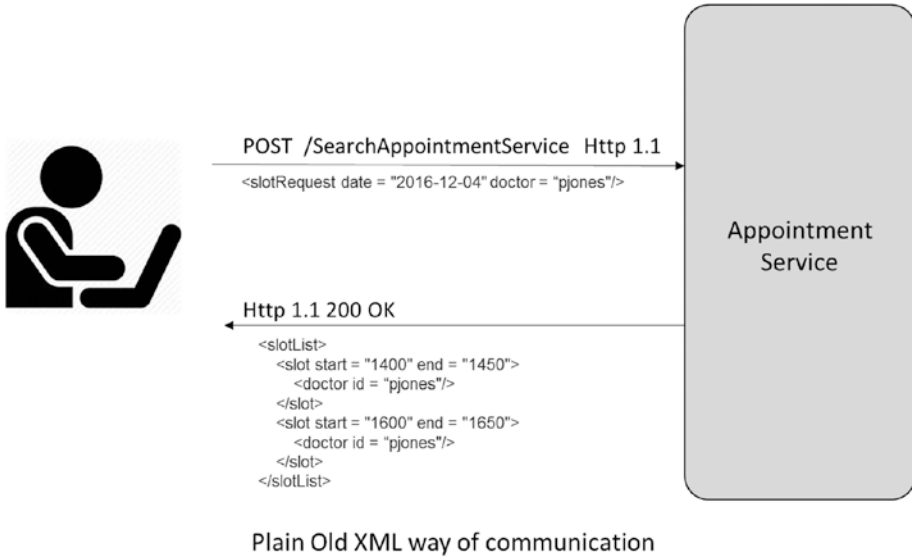 POST /SearchAppointmentService Http 1.1
<slotRequest date = "2016-12-04" doctor = “pjones"/>
Appointment
Service
Http 1.1 200 OK
<slotList>
<slot start = "1400" end = "1450">
<doctor id = “pjones"/>
</slot>
<slot start = "1600" end = "1650">
<doctor id = “pjones"/>
</slot>
</slotList>
Plain Old XML way of communication